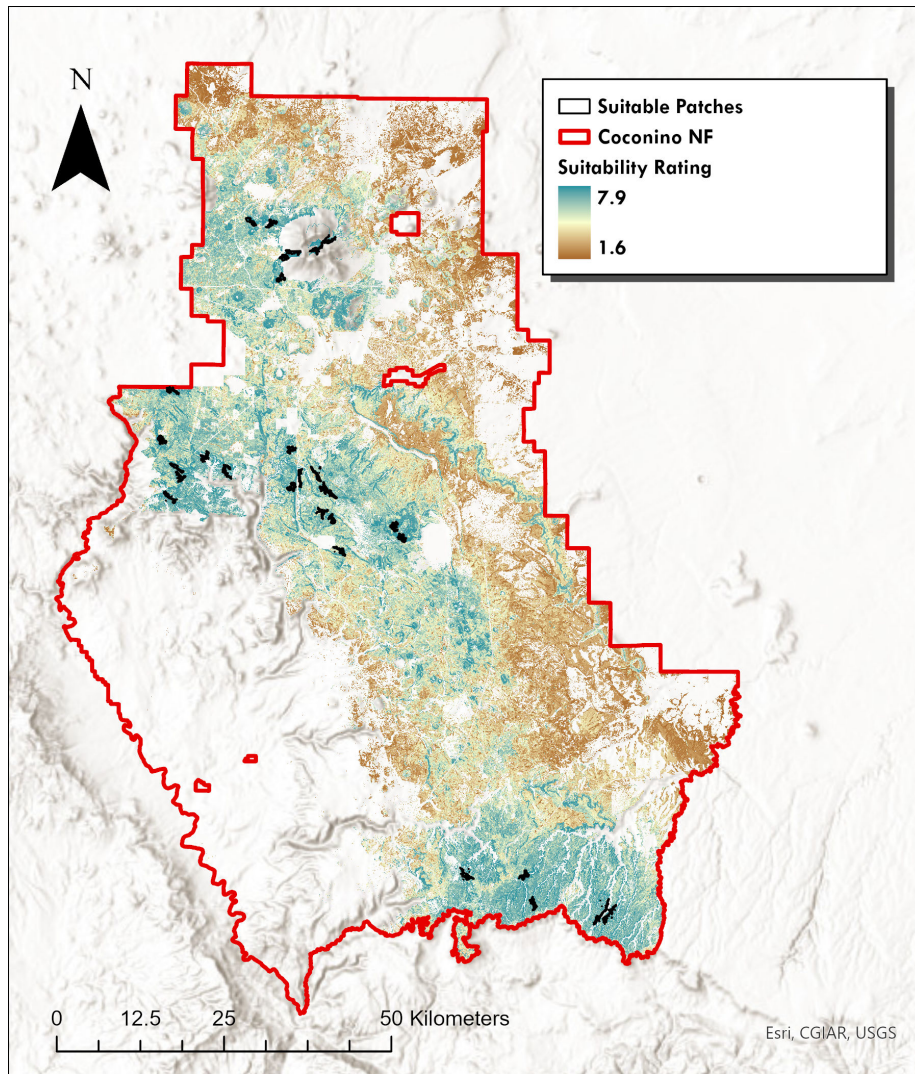 N
Suitable Patches
Coconino NF
Suitability Rating
7.9
1.6
0 12.5 25 50 Kilometers
Esri, CGIAR, USGS